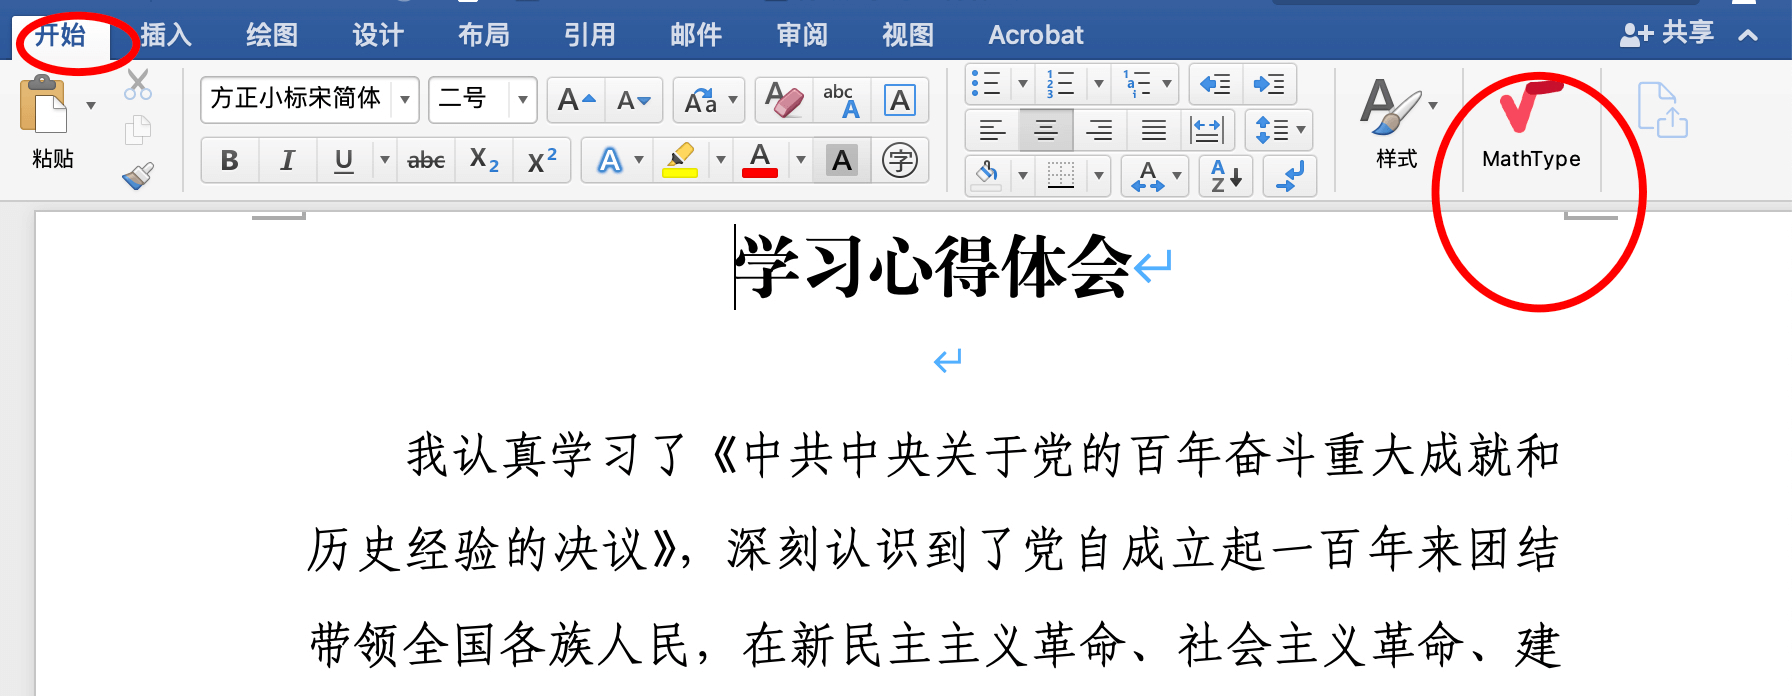 开始 插入 绘图 设计 布局 引用 邮件 审阅 视图 Acrobat 共享
方正小标宋简体 二号 A A Aa A abc A A
粘贴 样式 MathType
B I U abc X₂ X² A A A 字 A A Z
学习心得体会
我认真学习了《中共中央关于党的百年奋斗重大成就和
历史经验的决议》，深刻认识到了党自成立起一百年来团结
带领全国各族人民，在新民主主义革命、社会主义革命、建